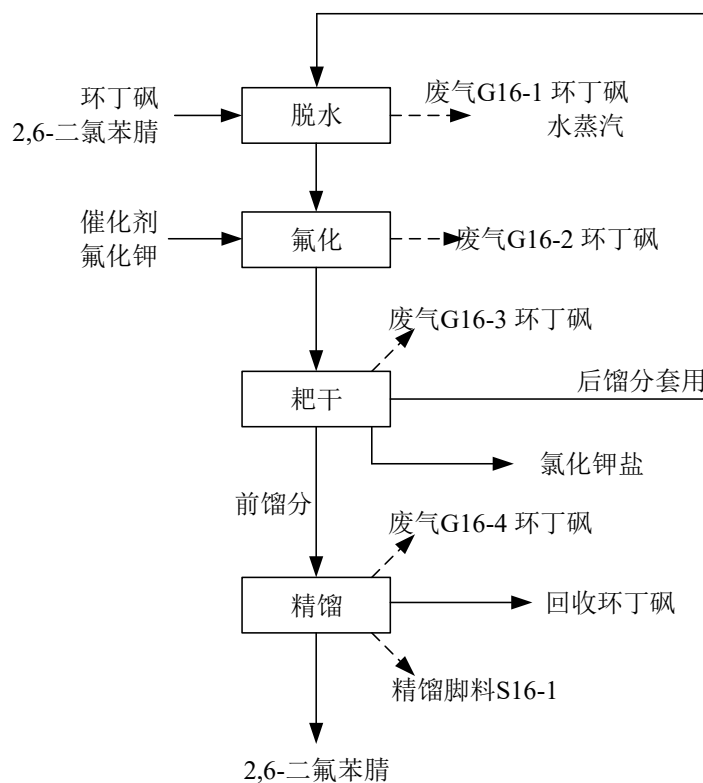 环丁砜
2,6-二氯苯腈
脱水
废气G16-1 环丁砜
水蒸汽
催化剂
氟化钾
氟化
废气G16-2 环丁砜
废气G16-3 环丁砜
耙干
后馏分套用
氯化钾盐
前馏分
废气G16-4 环丁砜
精馏
回收环丁砜
精馏脚料S16-1
2,6-二氟苯腈